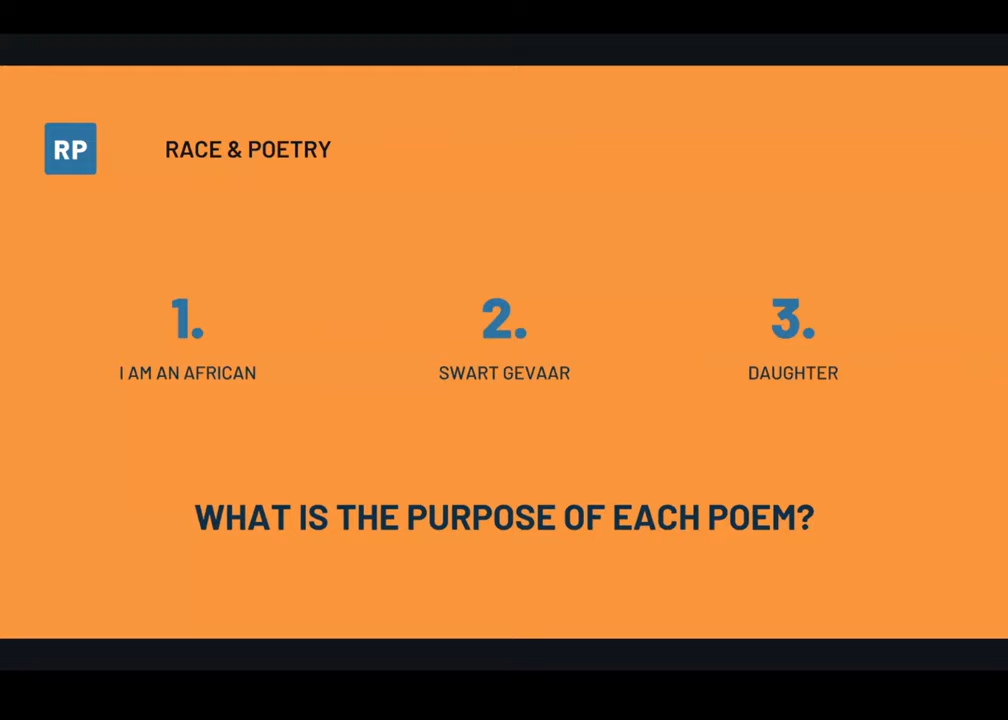 RP
RACE & POETRY
1.
I AM AN AFRICAN
2.
SWART GEVAAR
3.
DAUGHTER
WHAT IS THE PURPOSE OF EACH POEM?